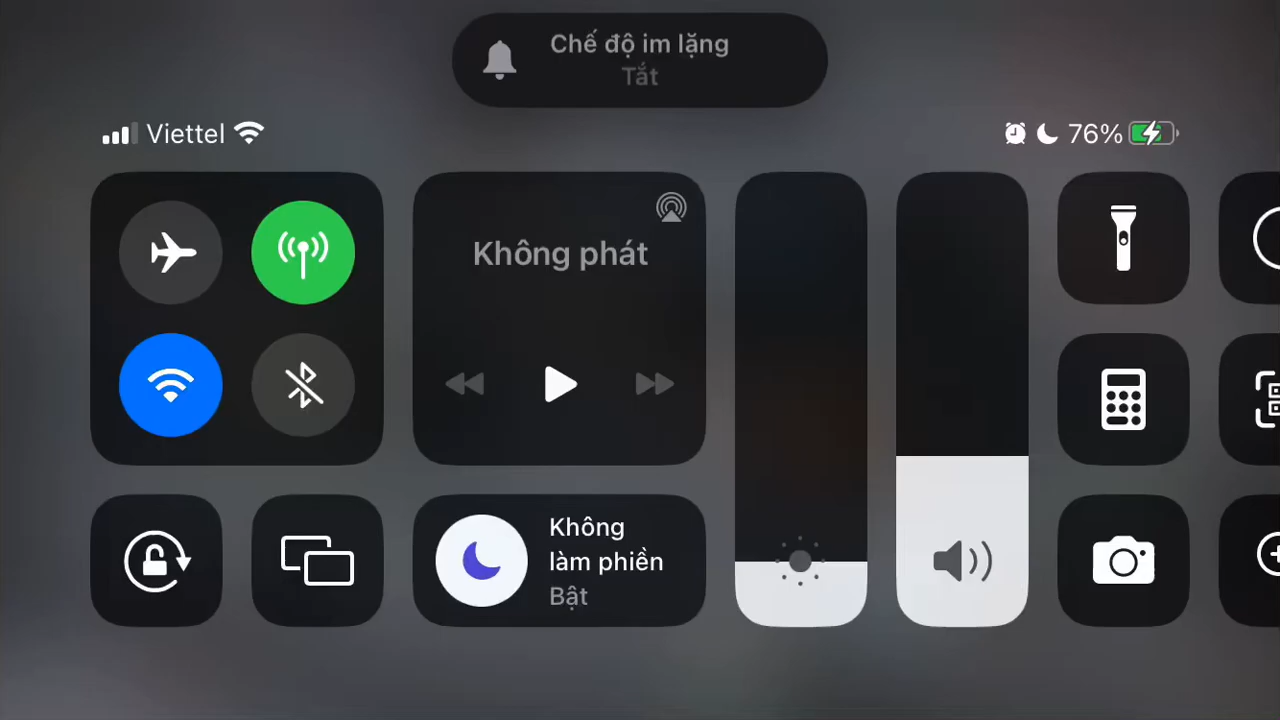 Chế độ im lặng
Tắt
Viettel
76%
Không phát
Không
làm phiền
Bật